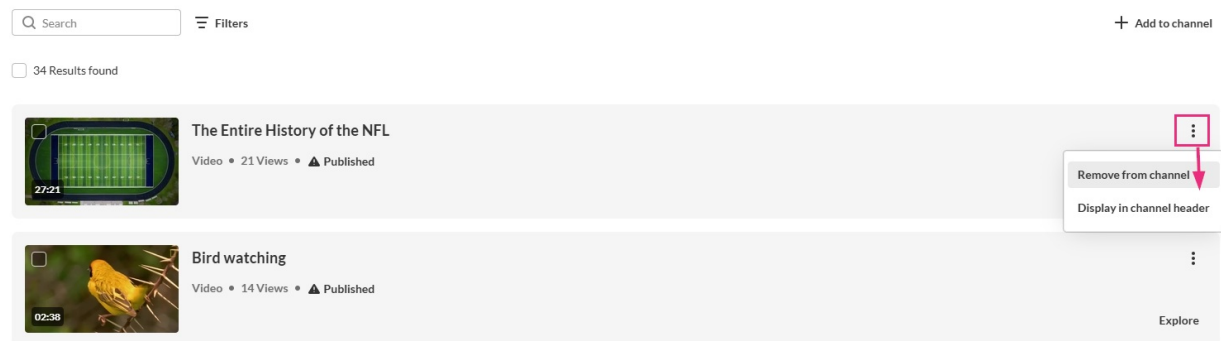 Search
Filters
Add to channel
34 Results found
The Entire History of the NFL
Video • 21 Views • Published
27:21
Remove from channel
Display in channel header
Bird watching
Video • 14 Views • Published
02:38
Explore